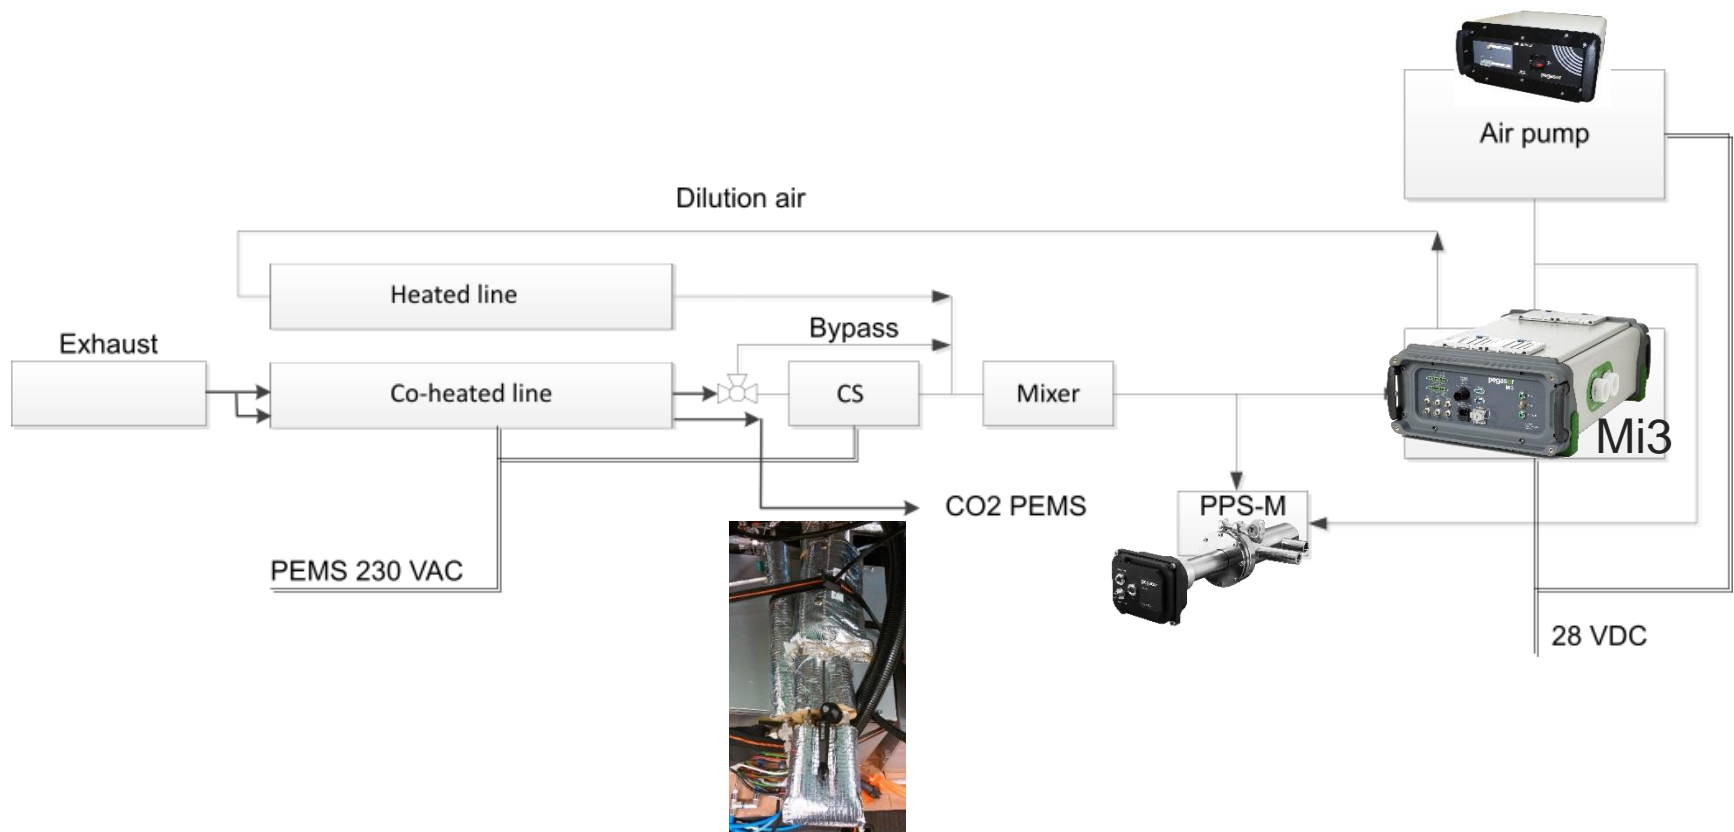 Air pump
Dilution air
Heated line
Bypass
Exhaust
Co-heated line
CS
Mixer
pegasor
Mi3
CO2 PEMS
PPS-M
PEMS 230 VAC
28 VDC